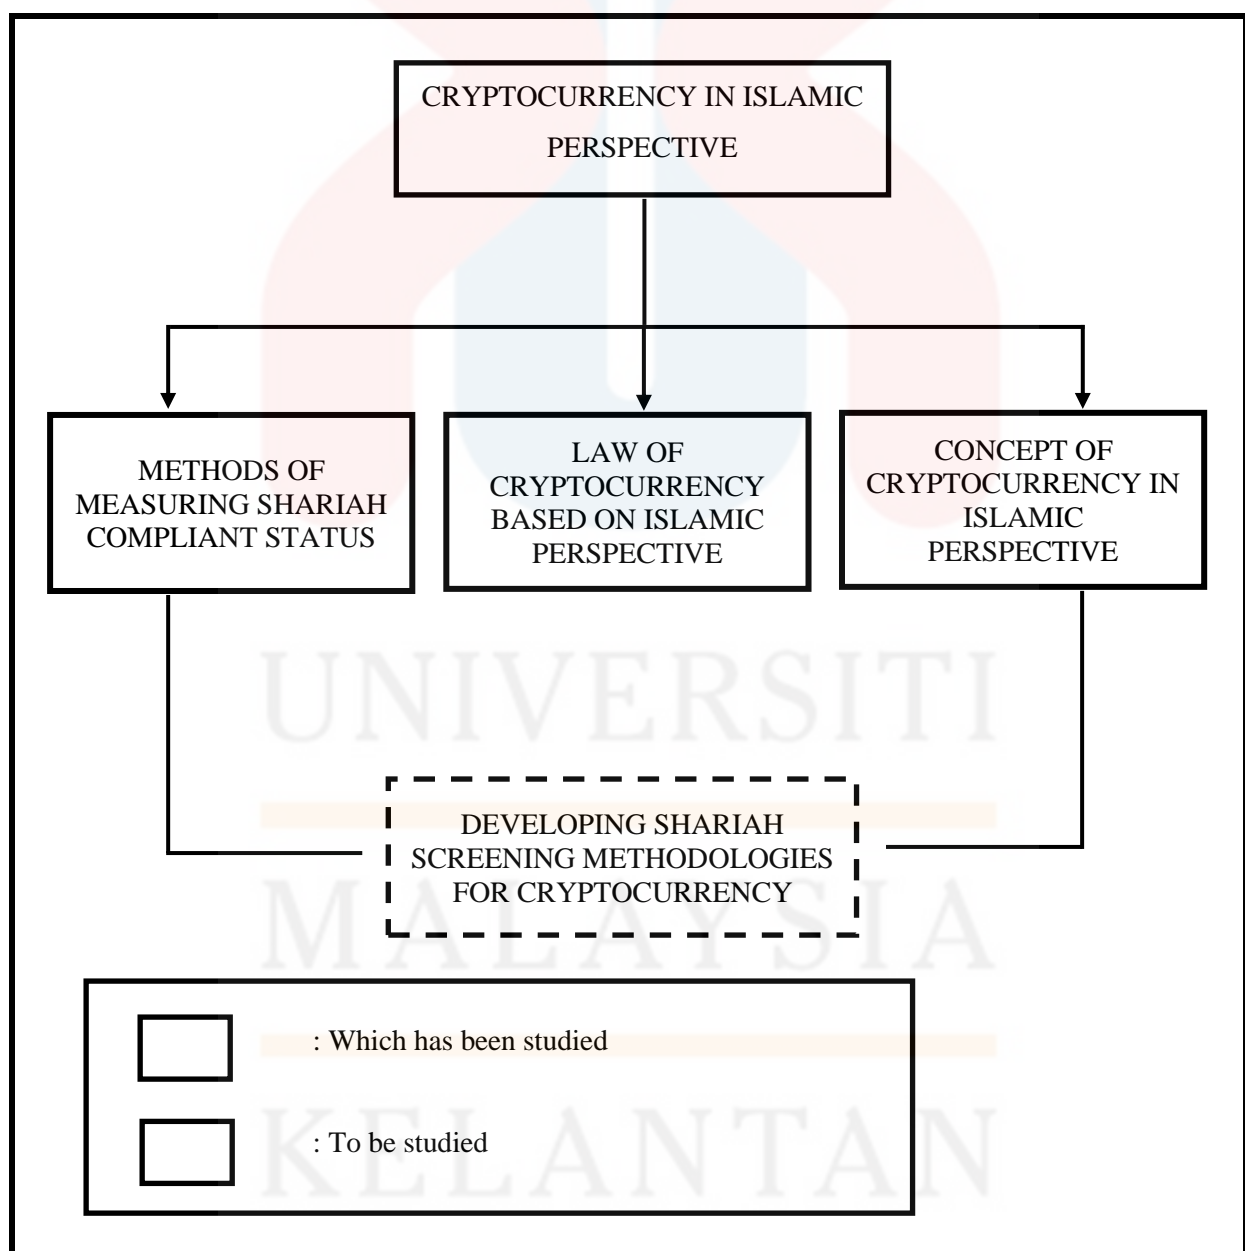 CRYPTOCURRENCY IN ISLAMIC
PERSPECTIVE
METHODS OF
MEASURING SHARIAH
COMPLIANT STATUS
LAW OF
CRYPTOCURRENCY
BASED ON ISLAMIC
PERSPECTIVE
CONCEPT OF
CRYPTOCURRENCY IN
ISLAMIC
PERSPECTIVE
UNIVERSITI
DEVELOPING SHARIAH
SCREENING METHODOLOGIES
FOR CRYPTOCURRENCY
MALAYSIA
: Which has been studied
: To be studied
KELANTAN